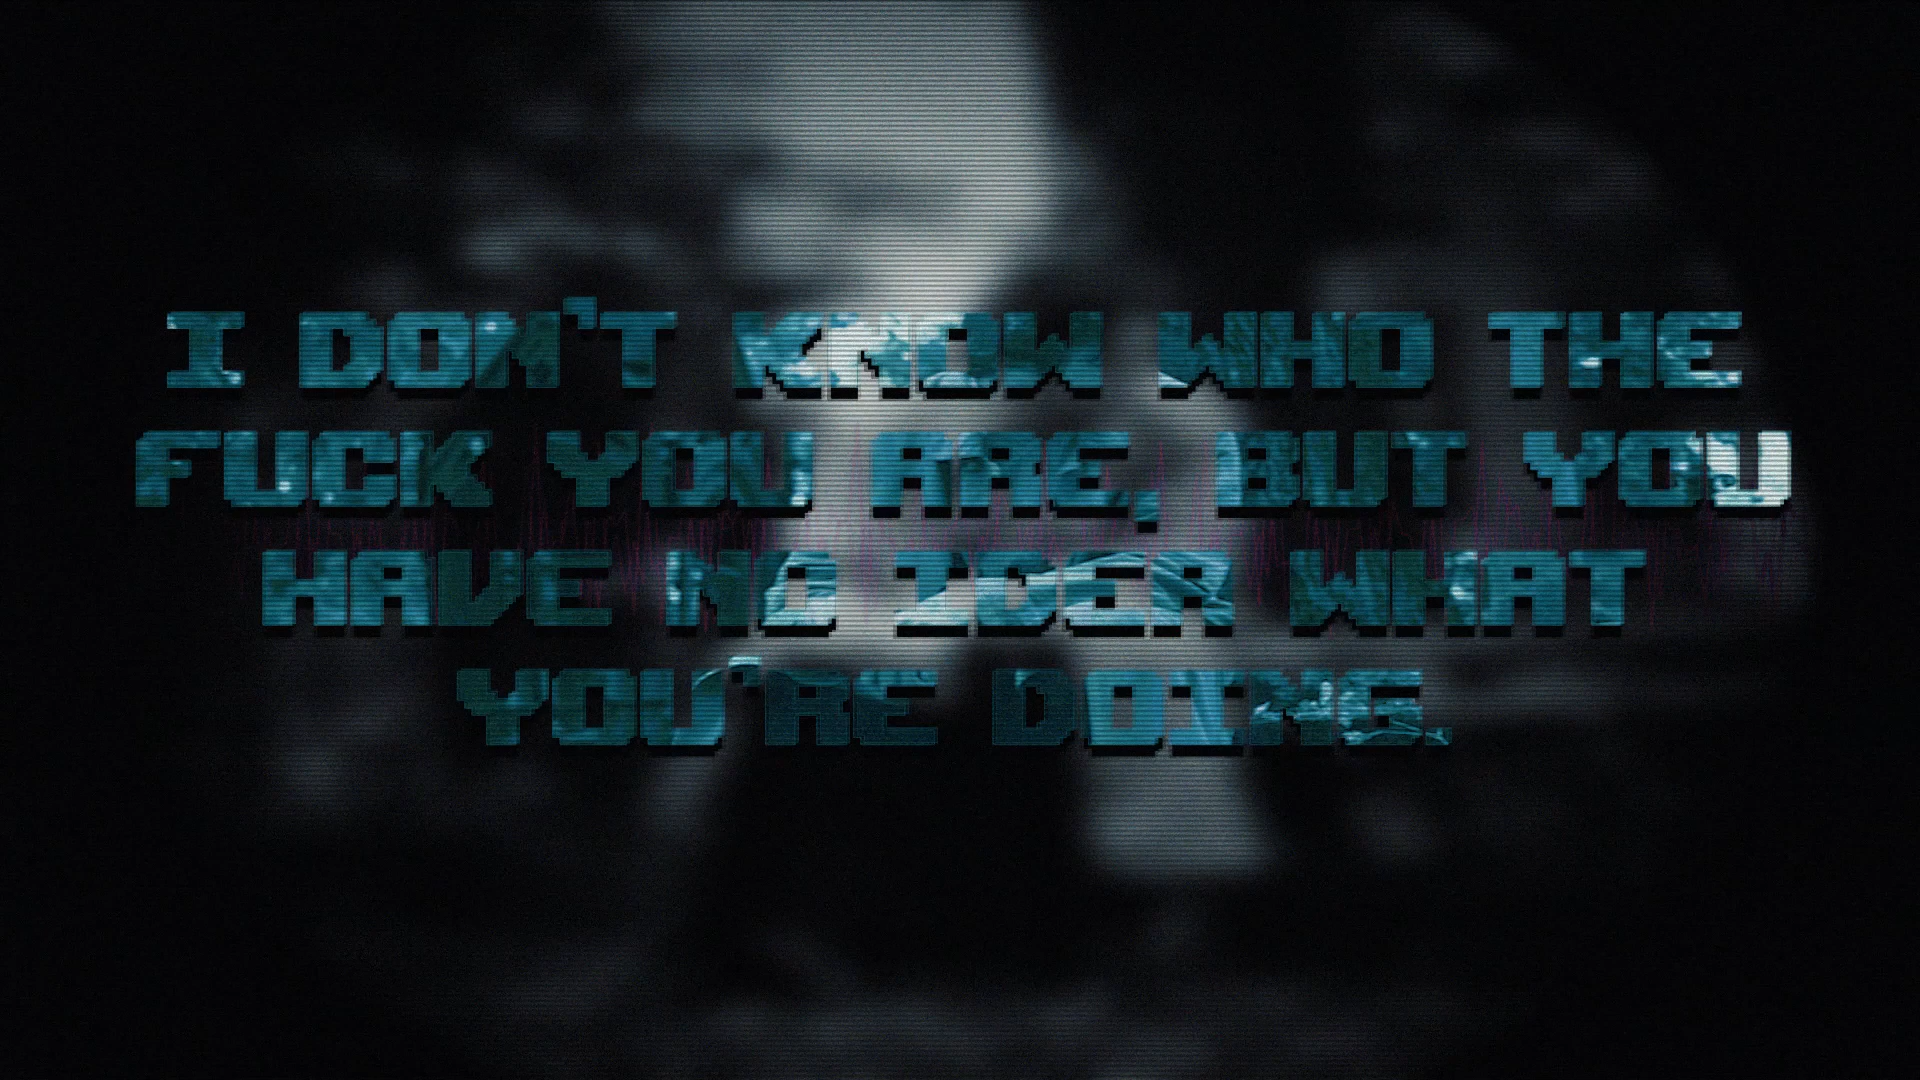 I DON'T KNOW WHO THE
FUCK YOU ARE, BUT YOU
HAVE NO IDEA WHAT
YOU'RE DOING.